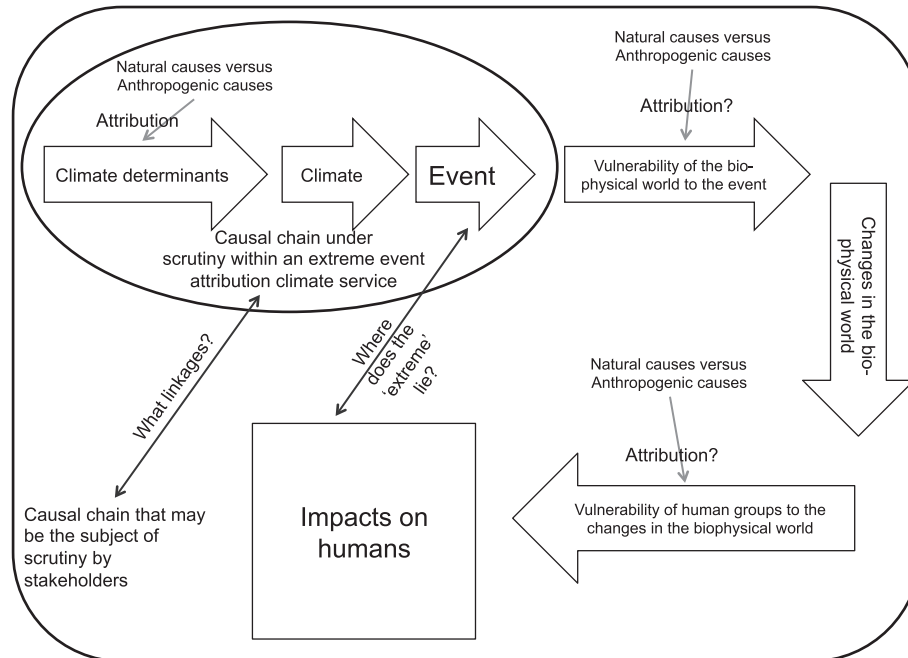 Natural causes versus
Anthropogenic causes
Attribution
Climate determinants
Climate
Event
Causal chain under
scrutiny within an extreme event
attribution climate service
Natural causes versus
Anthropogenic causes
Attribution?
Vulnerability of the bio-
physical world to the event
Changes in the bio-
physical world
What linkages?
Where
does the
‘extreme’
lie?
Natural causes versus
Anthropogenic causes
Attribution?
Vulnerability of human groups to the
changes in the biophysical world
Impacts on
humans
Causal chain that may
be the subject of
scrutiny by
stakeholders